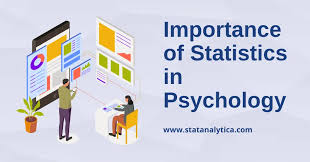 Importance
of Statistics
in
Psychology
www.statanalytica.com